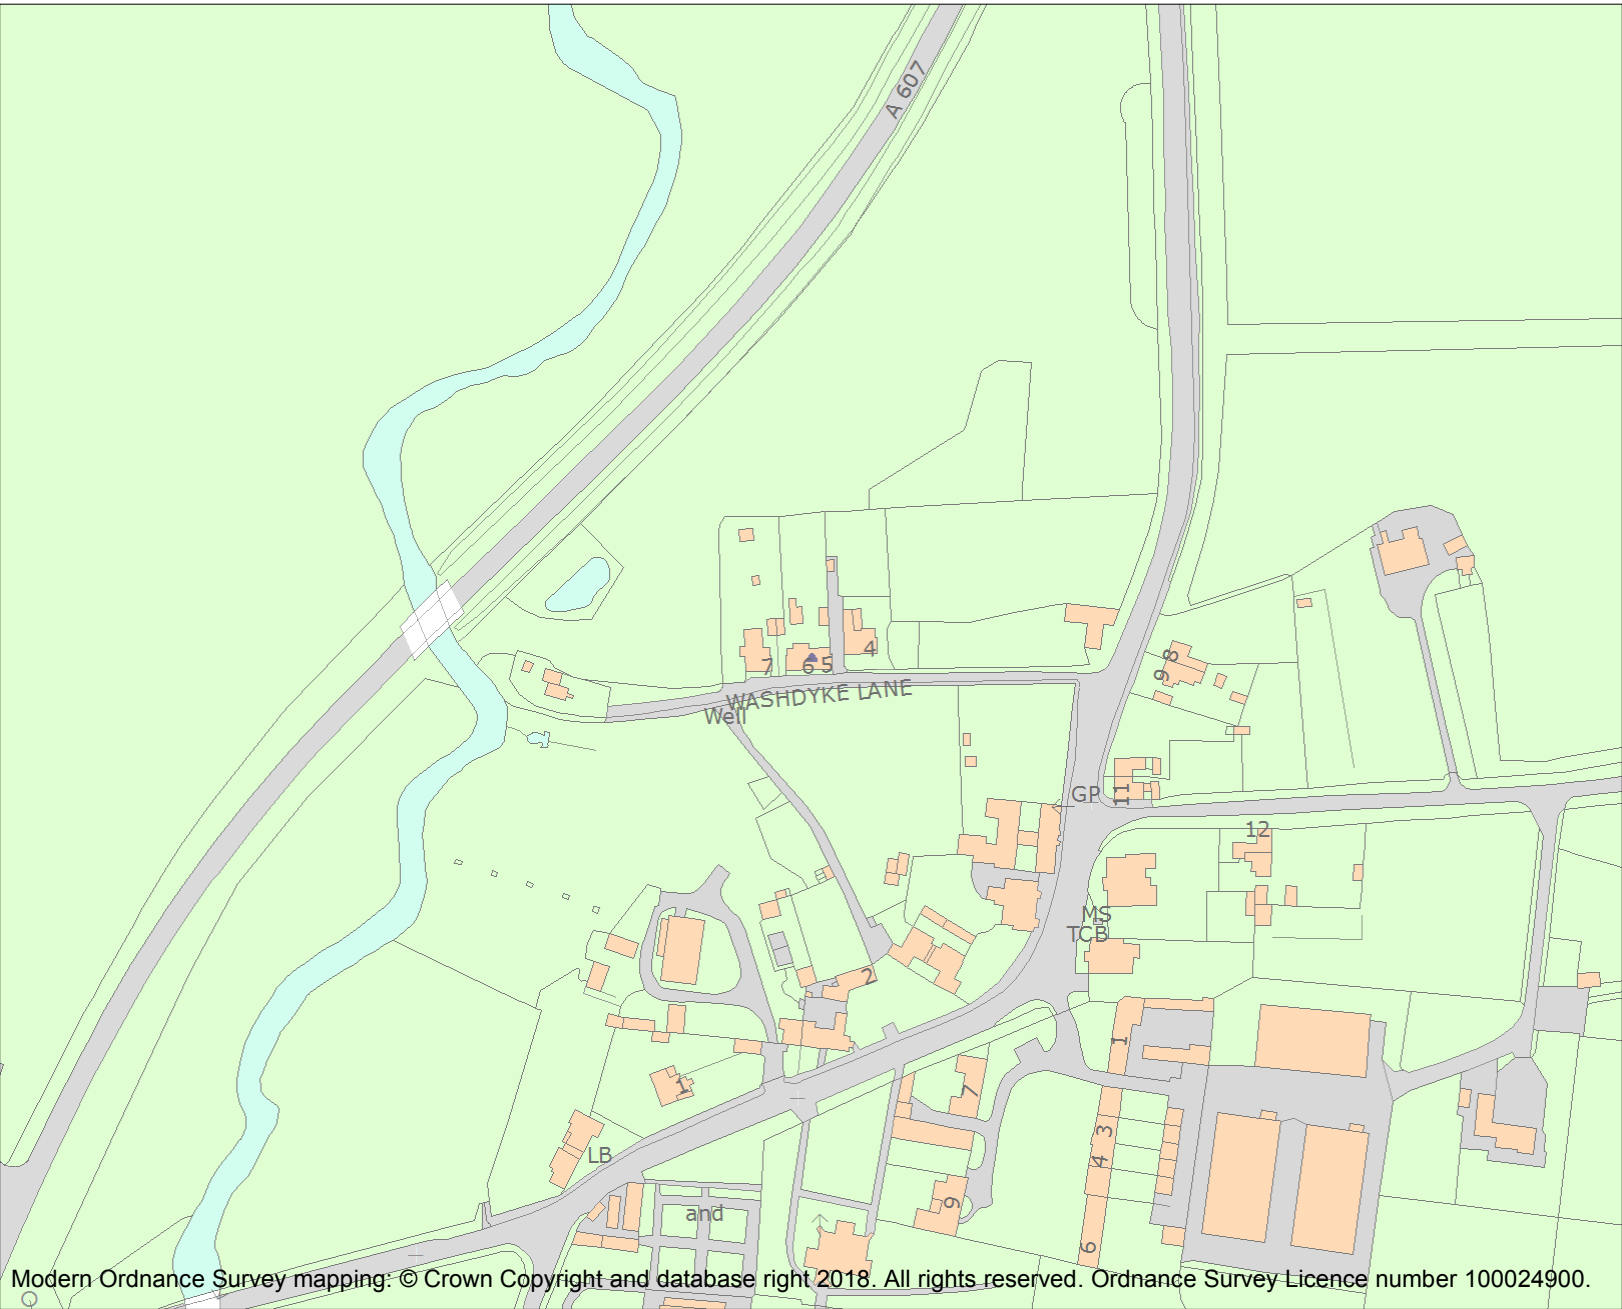 A 607
7
6
5
4
WASHDYKE LANE
Well
8
9
GP
11
12
MS
TCB
2
1
1
7
3
4
LB
9
and
6
Modern Ordnance Survey mapping: © Crown Copyright and database right 2018. All rights reserved. Ordnance Survey Licence number 100024900.